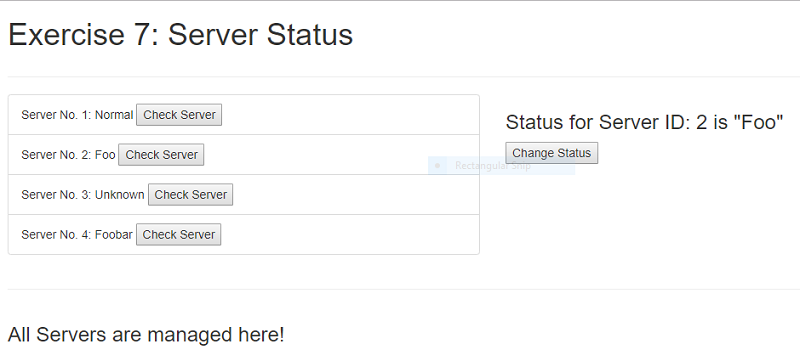 Exercise 7: Server Status
Server No. 1: Normal Check Server
Server No. 2: Foo Check Server
Server No. 3: Unknown Check Server
Server No. 4: Foobar Check Server
Status for Server ID: 2 is "Foo"
Change Status
Rectangular Snip
All Servers are managed here!